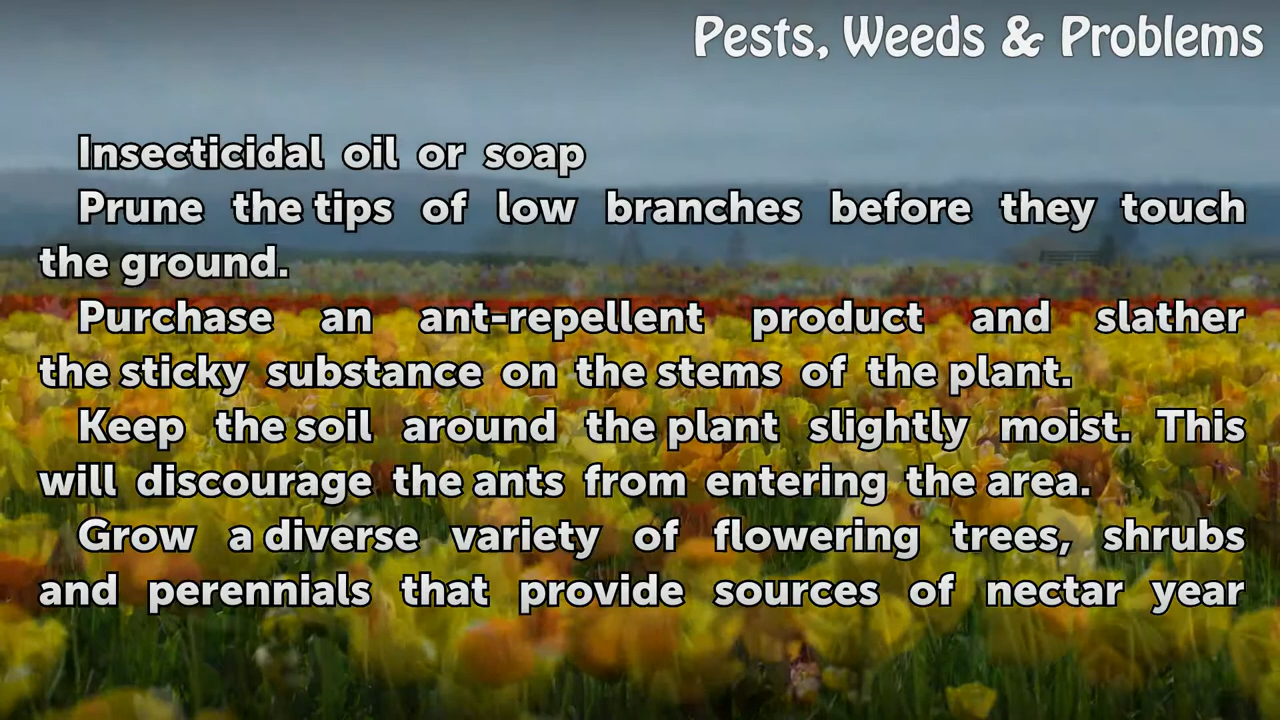 Pests, Weeds & Problems
Insecticidal oil or soap
Prune the tips of low branches before they touch
the ground.
Purchase an ant-repellent product and slather
the sticky substance on the stems of the plant.
Keep the soil around the plant slightly moist. This
will discourage the ants from entering the area.
Grow a diverse variety of flowering trees, shrubs
and perennials that provide sources of nectar year